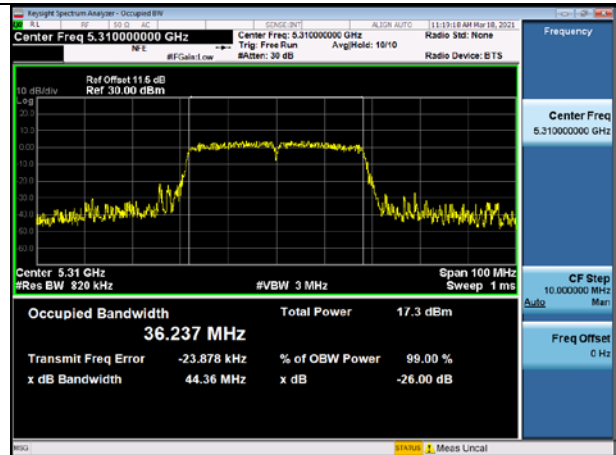 Keysight Spectrum Analyzer - Occupied BW
RL RF 50 Ω AC SENSE:INT ALIGN AUTO 11:19:18 AM Mar 18, 2021
Center Freq 5.310000000 GHz Center Freq: 5.310000000 GHz Radio Std: None Frequency
NFE Trig: Free Run Avg|Hold: 10/10
#IFGain:Low #Atten: 30 dB Radio Device: BTS
Ref Offset 11.5 dB
10 dB/div Ref 30.00 dBm
Log
20.0
10.0
0.00
-10.0
-20.0
-30.0
-40.0
-50.0
-60.0
Center Freq
5.310000000 GHz
Center 5.31 GHz Span 100 MHz
#Res BW 820 kHz #VBW 3 MHz Sweep 1 ms
CF Step
10.000000 MHz
Auto Man
Occupied Bandwidth Total Power 17.3 dBm
36.237 MHz
Freq Offset
0 Hz
Transmit Freq Error -23.878 kHz % of OBW Power 99.00 %
x dB Bandwidth 44.36 MHz x dB -26.00 dB
MSG STATUS Meas Uncal